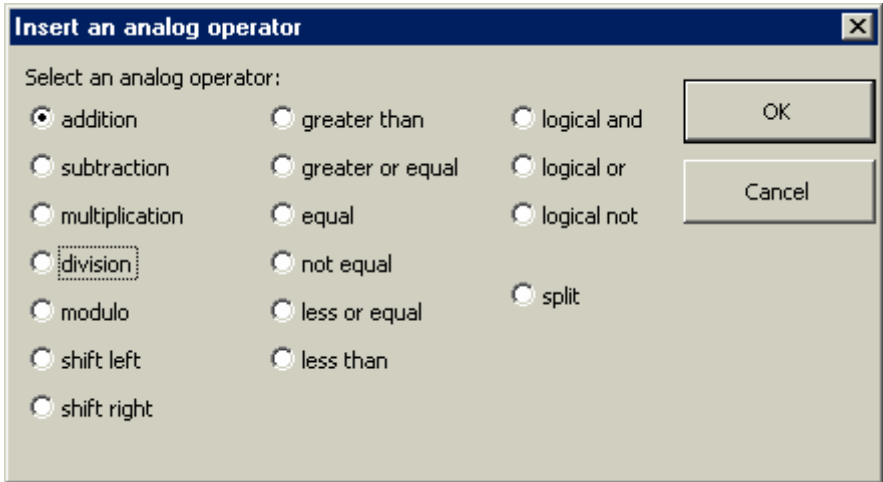 Insert an analog operator
Select an analog operator:
addition
greater than
logical and
OK
subtraction
greater or equal
logical or
Cancel
multiplication
equal
logical not
division
not equal
split
modulo
less or equal
shift left
less than
shift right